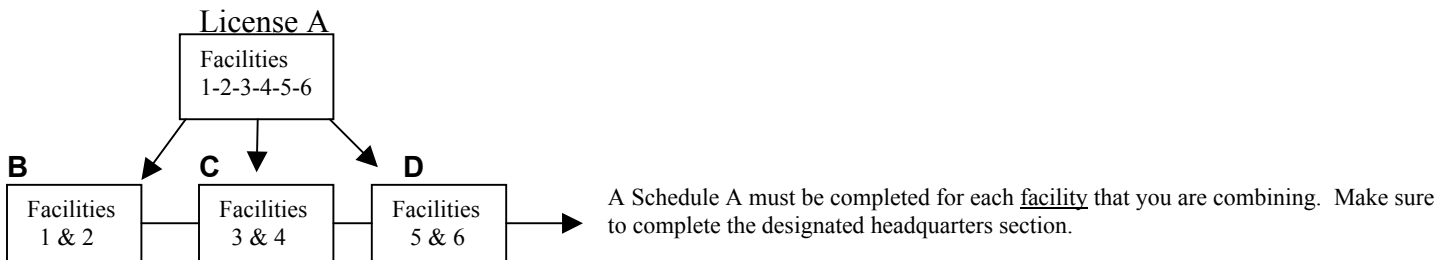 License A
Facilities
1-2-3-4-5-6
B
C
D
Facilities
1 & 2
Facilities
3 & 4
Facilities
5 & 6
A Schedule A must be completed for each facility that you are combining. Make sure
to complete the designated headquarters section.